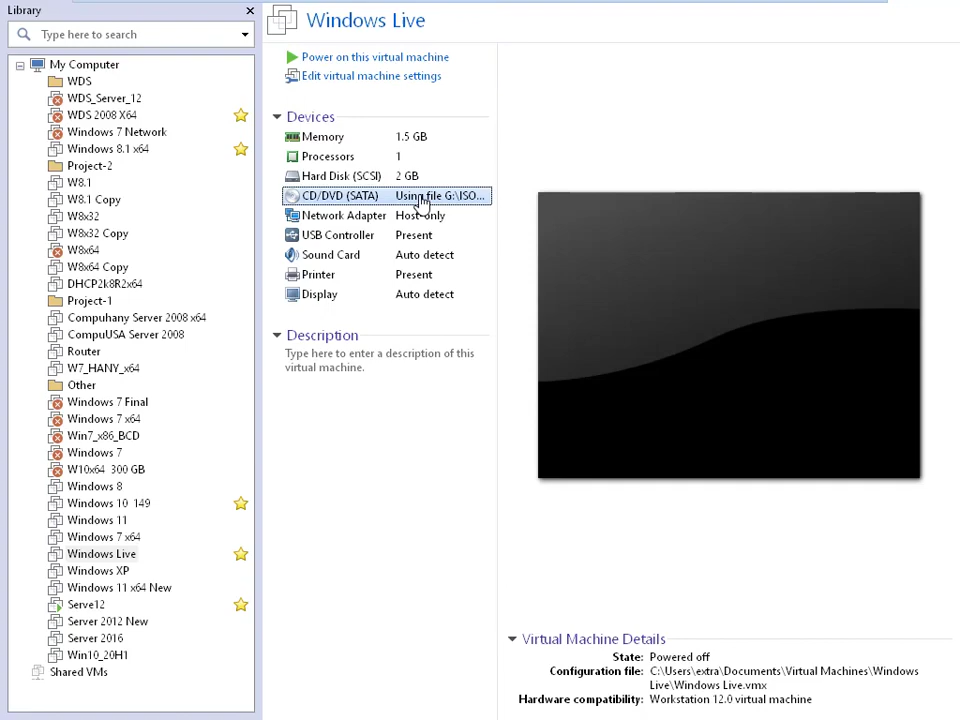 Library
Type here to search
My Computer
WDS
WDS_Server_12
WDS 2008 X64
Windows 7 Network
Windows 8.1 x64
Project-2
W8.1
W8.1 Copy
W8x32
W8x32 Copy
W8x64
W8x64 Copy
DHCP2k8R2x64
Project-1
Compuhany Server 2008 x64
CompuUSA Server 2008
Router
W7_HANY_x64
Other
Windows 7 Final
Windows 7 x64
Win7_x86_BCD
Windows 7
W10x64 300 GB
Windows 8
Windows 10 149
Windows 11
Windows 7 x64
Windows Live
Windows XP
Windows 11 x64 New
Serve12
Server 2012 New
Server 2016
Win10_20H1
Shared VMs
Windows Live
Power on this virtual machine
Edit virtual machine settings
Devices
Memory 1.5 GB
Processors 1
Hard Disk (SCSI) 2 GB
CD/DVD (SATA) Using file G:\ISO...
Network Adapter Host-only
USB Controller Present
Sound Card Auto detect
Printer Present
Display Auto detect
Description
Type here to enter a description of this
virtual machine.
Virtual Machine Details
State: Powered off
Configuration file: C:\Users\extra\Documents\Virtual Machines\Windows
Live\Windows Live.vmx
Hardware compatibility: Workstation 12.0 virtual machine